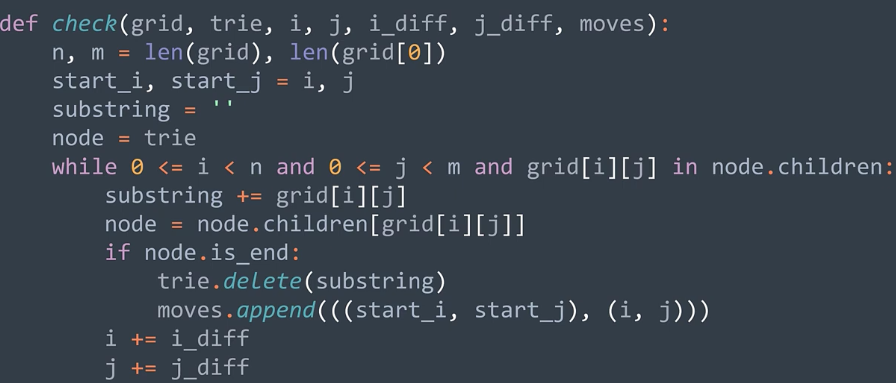 def check(grid, trie, i, j, i_diff, j_diff, moves):
    n, m = len(grid), len(grid[0])
    start_i, start_j = i, j
    substring = ''
    node = trie
    while 0 <= i < n and 0 <= j < m and grid[i][j] in node.children:
        substring += grid[i][j]
        node = node.children[grid[i][j]]
        if node.is_end:
            trie.delete(substring)
            moves.append(((start_i, start_j), (i, j)))
        i += i_diff
        j += j_diff